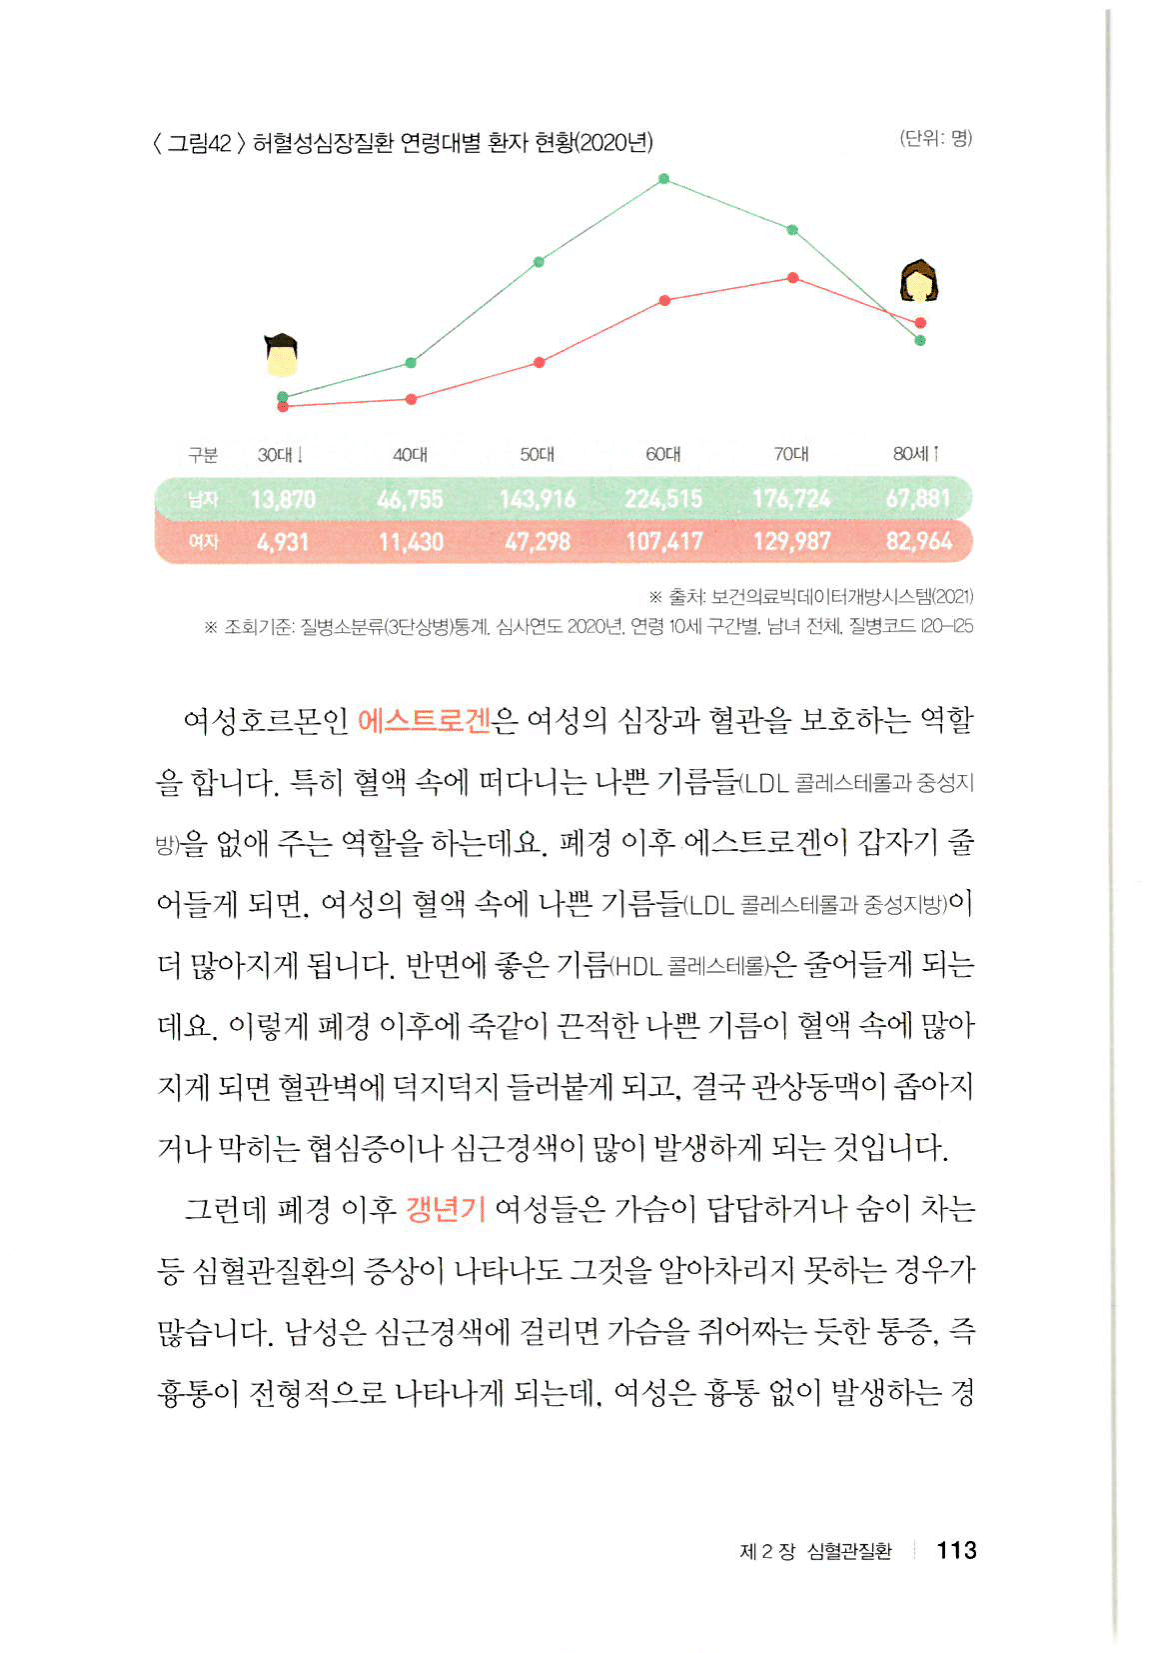 〈 그림42 〉 허혈성심장질환 연령대별 환자 현황(2020년) (단위: 명)
구분 30대↓ 40대 50대 60대 70대 80세↑
남자 13,870 46,755 143,916 224,515 176,724 67,881
여자 4,931 11,430 47,298 107,417 129,987 82,964
※ 출처: 보건의료빅데이터개방시스템(2021)
※ 조회기준: 질병소분류(3단상병)통계, 심사연도 2020년, 연령 10세 구간별, 남녀 전체, 질병코드 I20-I25
여성호르몬인 에스트로겐은 여성의 심장과 혈관을 보호하는 역할
을 합니다. 특히 혈액 속에 떠다니는 나쁜 기름들(LDL 콜레스테롤과 중성지
방)을 없애 주는 역할을 하는데요. 폐경 이후 에스트로겐이 갑자기 줄
어들게 되면, 여성의 혈액 속에 나쁜 기름들(LDL 콜레스테롤과 중성지방)이
더 많아지게 됩니다. 반면에 좋은 기름(HDL 콜레스테롤)은 줄어들게 되는
데요. 이렇게 폐경 이후에 죽같이 끈적한 나쁜 기름이 혈액 속에 많아
지게 되면 혈관벽에 덕지덕지 들러붙게 되고, 결국 관상동맥이 좁아지
거나 막히는 협심증이나 심근경색이 많이 발생하게 되는 것입니다.
그런데 폐경 이후 갱년기 여성들은 가슴이 답답하거나 숨이 차는
등 심혈관질환의 증상이 나타나도 그것을 알아차리지 못하는 경우가
많습니다. 남성은 심근경색에 걸리면 가슴을 쥐어짜는 듯한 통증, 즉
흉통이 전형적으로 나타나게 되는데, 여성은 흉통 없이 발생하는 경
제 2 장 심혈관질환 113